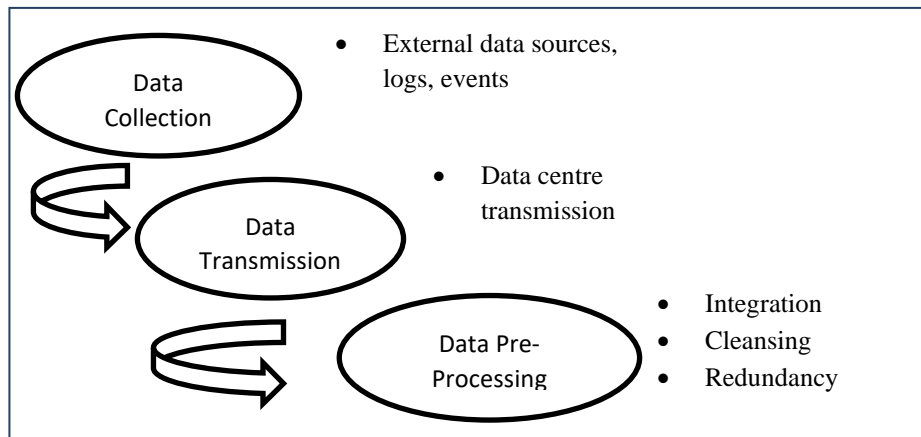 Data
Collection
• External data sources,
logs, events
Data
Transmission
• Data centre
transmission
Data Pre-
Processing
• Integration
• Cleansing
• Redundancy